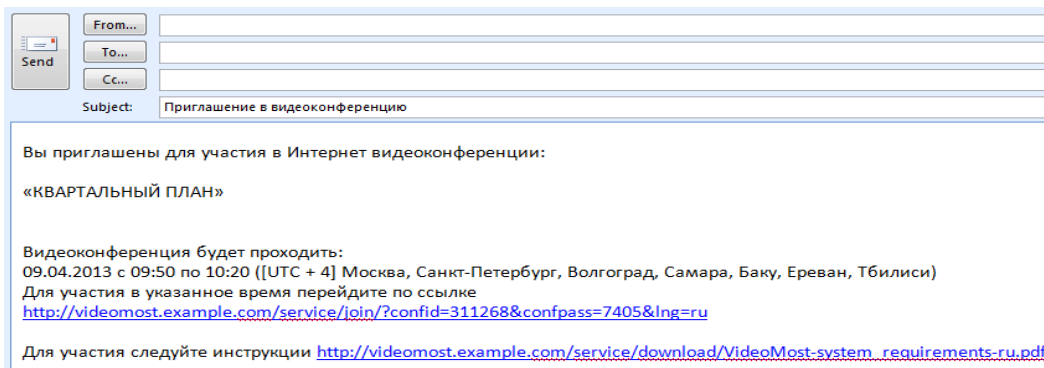 From...
To...
Send
Cc...
Subject: Приглашение в видеоконференцию
Вы приглашены для участия в Интернет видеоконференции:
«КВАРТАЛЬНЫЙ ПЛАН»
Видеоконференция будет проходить:
09.04.2013 с 09:50 по 10:20 ([UTC + 4] Москва, Санкт-Петербург, Волгоград, Самара, Баку, Ереван, Тбилиси)
Для участия в указанное время перейдите по ссылке
http://videomost.example.com/service/join/?confid=311268&confpass=7405&lng=ru
Для участия следуйте инструкции http://videomost.example.com/service/download/VideoMost-system_requirements-ru.pdf